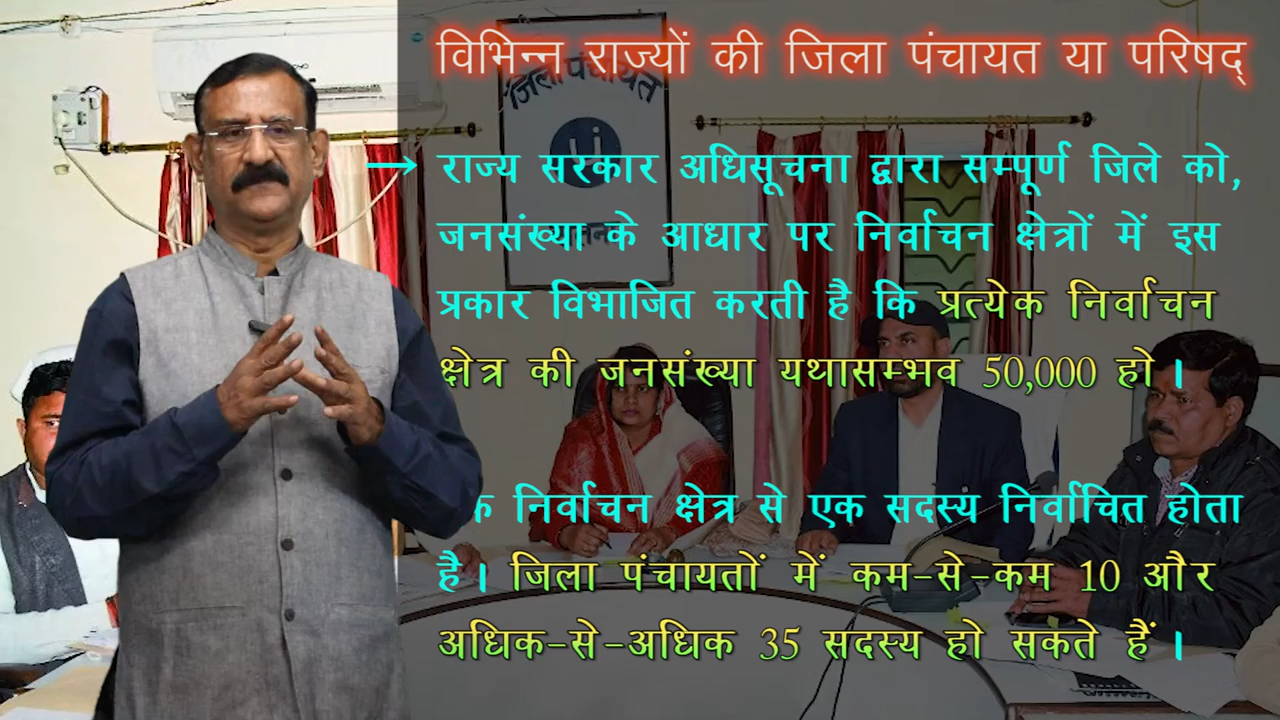 विभिन्न राज्यों की जिला पंचायत या परिषद्
जिला पंचायत
→ राज्य सरकार अधिसूचना द्वारा सम्पूर्ण जिले को,
जनसंख्या के आधार पर निर्वाचन क्षेत्रों में इस
प्रकार विभाजित करती है कि प्रत्येक निर्वाचन
क्षेत्र की जनसंख्या यथासम्भव 50,000 हो ।
निर्वाचन क्षेत्र से एक सदस्य निर्वाचित होता
है । जिला पंचायतों में कम-से-कम 10 और
अधिक-से-अधिक 35 सदस्य हो सकते हैं ।